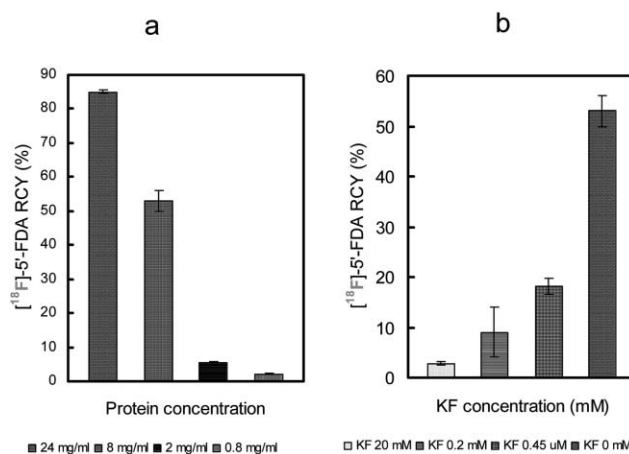 a
90
80
70
60
50
40
30
20
10
0
[18F]-5'-FDA RCY (%)
Protein concentration
24 mg/ml 8 mg/ml 2 mg/ml 0.8 mg/ml
b
60
50
40
30
20
10
0
[18F]-5'-FDA RCY (%)
KF concentration (mM)
KF 20 mM KF 0.2 mM KF 0.45 uM KF 0 mM